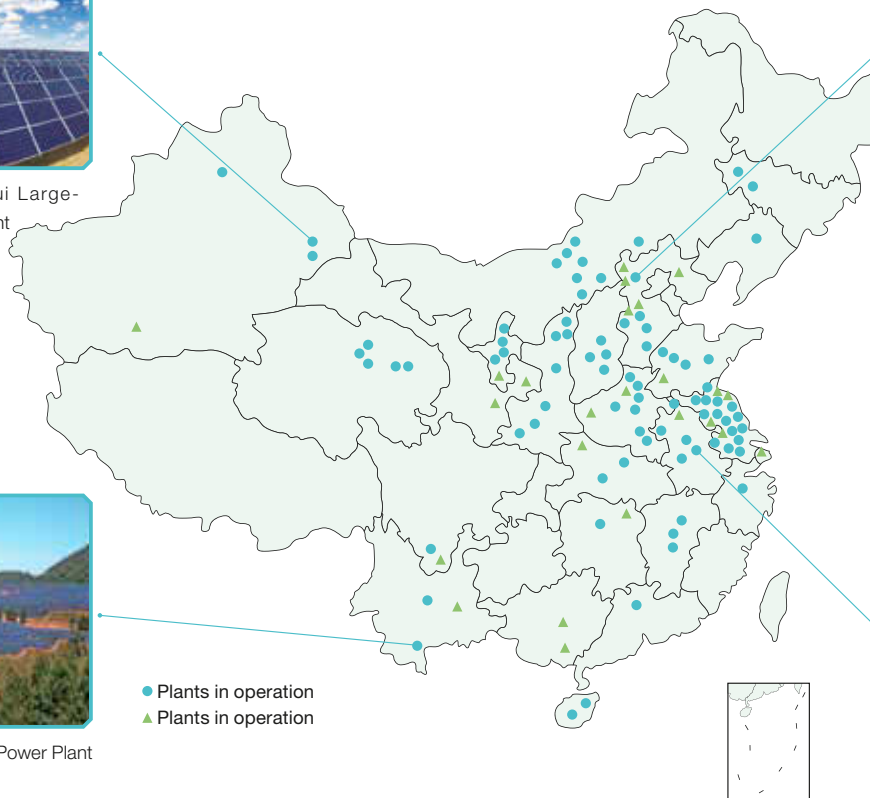 ui Large-
nt
Plants in operation
Plants in operation
Power Plant